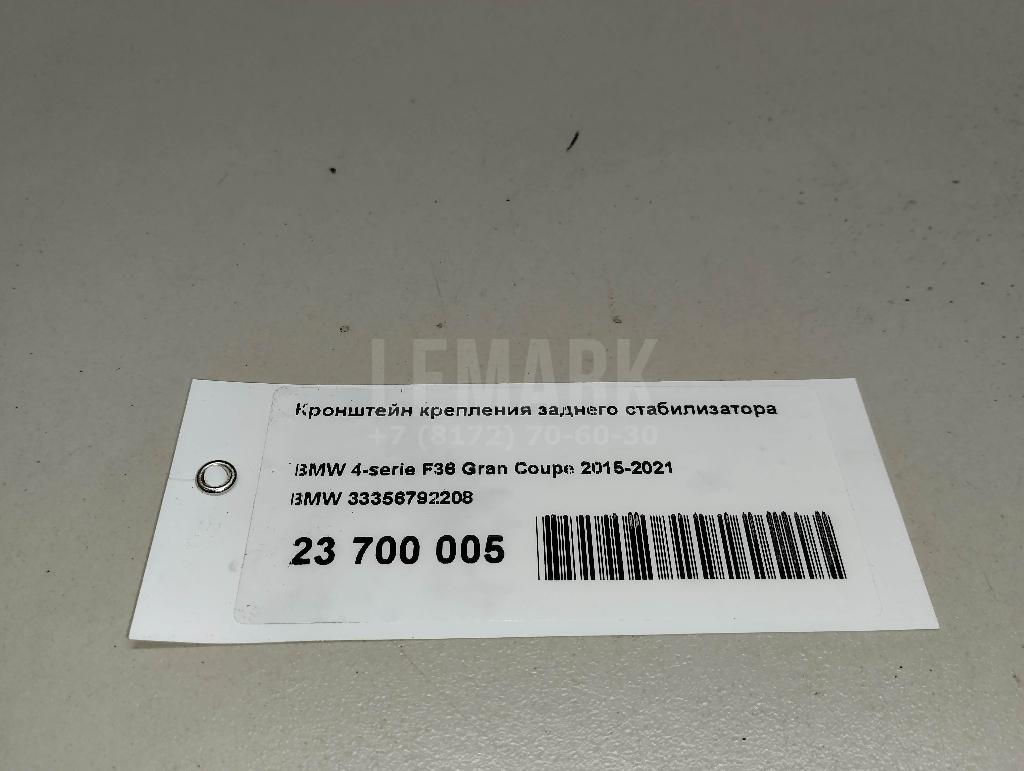 LEMARK
Кронштейн крепления заднего стабилизатора
+7 (8172) 70-60-30
BMW 4-serie F36 Gran Coupe 2015-2021
BMW 33356792208
23 700 005